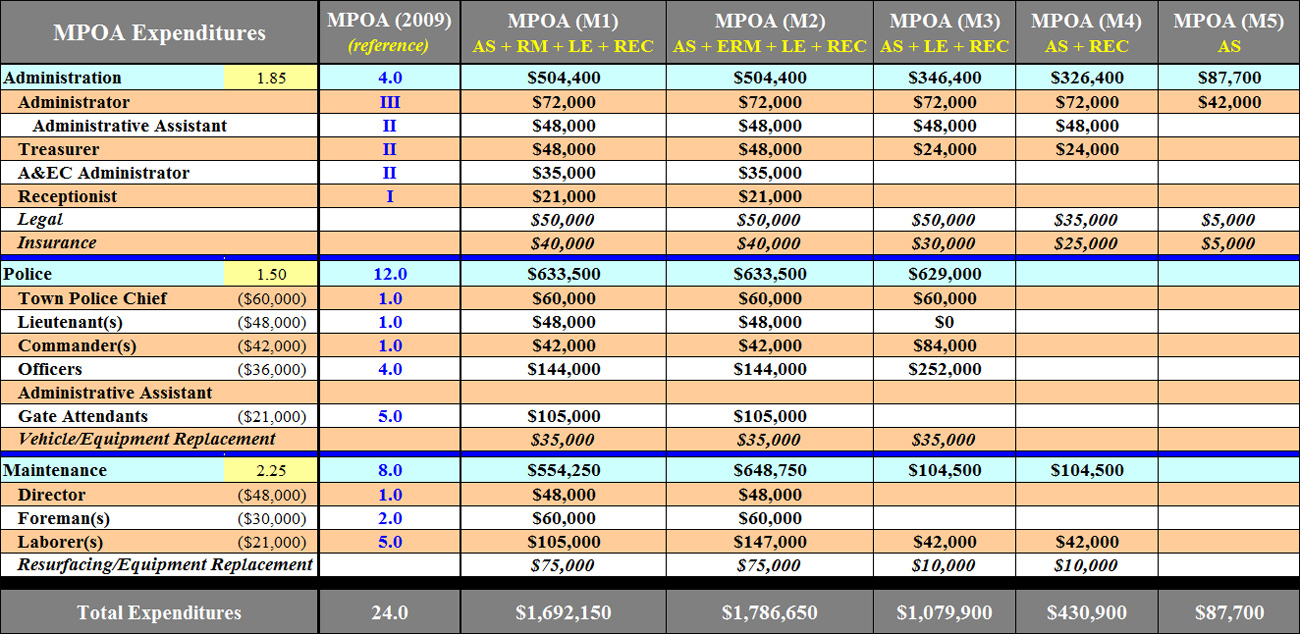 MPOA Expenditures MPOA (2009) MPOA (M1) MPOA (M2) MPOA (M3) MPOA (M4) MPOA (M5)
(reference) AS + RM + LE + REC AS + ERM + LE + REC AS + LE + REC AS + REC AS
Administration 1.85 4.0 $504,400 $504,400 $346,400 $326,400 $87,700
Administrator III $72,000 $72,000 $72,000 $72,000 $42,000
Administrative Assistant II $48,000 $48,000 $48,000 $48,000
Treasurer II $48,000 $48,000 $24,000 $24,000
A&EC Administrator II $35,000 $35,000
Receptionist I $21,000 $21,000
Legal $50,000 $50,000 $50,000 $35,000 $5,000
Insurance $40,000 $40,000 $30,000 $25,000 $5,000
Police 1.50 12.0 $633,500 $633,500 $629,000
Town Police Chief ($60,000) 1.0 $60,000 $60,000 $60,000
Lieutenant(s) ($48,000) 1.0 $48,000 $48,000 $0
Commander(s) ($42,000) 1.0 $42,000 $42,000 $84,000
Officers ($36,000) 4.0 $144,000 $144,000 $252,000
Administrative Assistant
Gate Attendants ($21,000) 5.0 $105,000 $105,000
Vehicle/Equipment Replacement $35,000 $35,000 $35,000
Maintenance 2.25 8.0 $554,250 $648,750 $104,500 $104,500
Director ($48,000) 1.0 $48,000 $48,000
Foreman(s) ($30,000) 2.0 $60,000 $60,000
Laborer(s) ($21,000) 5.0 $105,000 $147,000 $42,000 $42,000
Resurfacing/Equipment Replacement $75,000 $75,000 $10,000 $10,000
Total Expenditures 24.0 $1,692,150 $1,786,650 $1,079,900 $430,900 $87,700